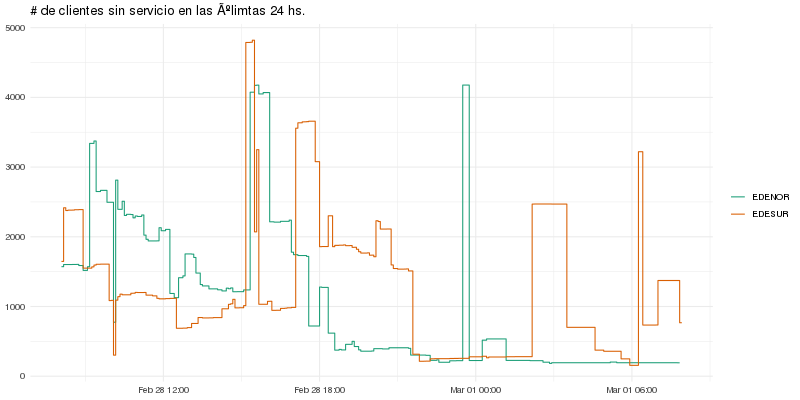 # de clientes sin servicio en las Ãºlimtas 24 hs.
5000
4000
3000
2000
1000
0
Feb 28 12:00
Feb 28 18:00
Mar 01 00:00
Mar 01 06:00
EDENOR
EDESUR